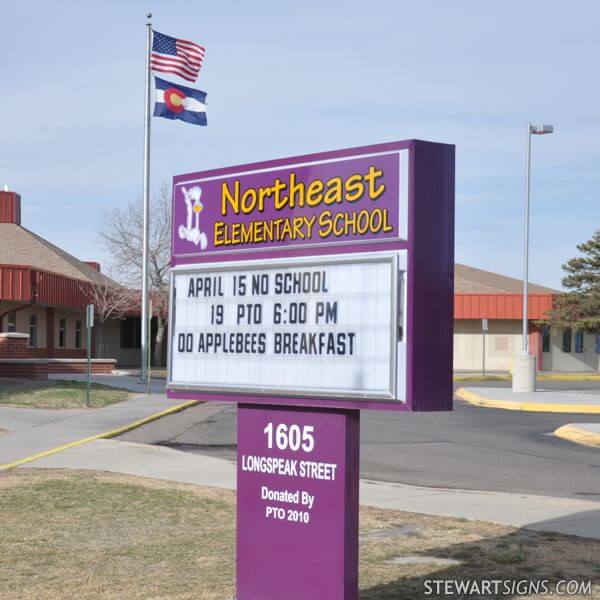 Northeast
ELEMENTARY SCHOOL
APRIL 15 NO SCHOOL
19 PTO 6:00 PM
OO APPLEBEES BREAKFAST
1605
LONGSPEAK STREET
Donated By
PTO 2010
STEWARTSIGNS.COM